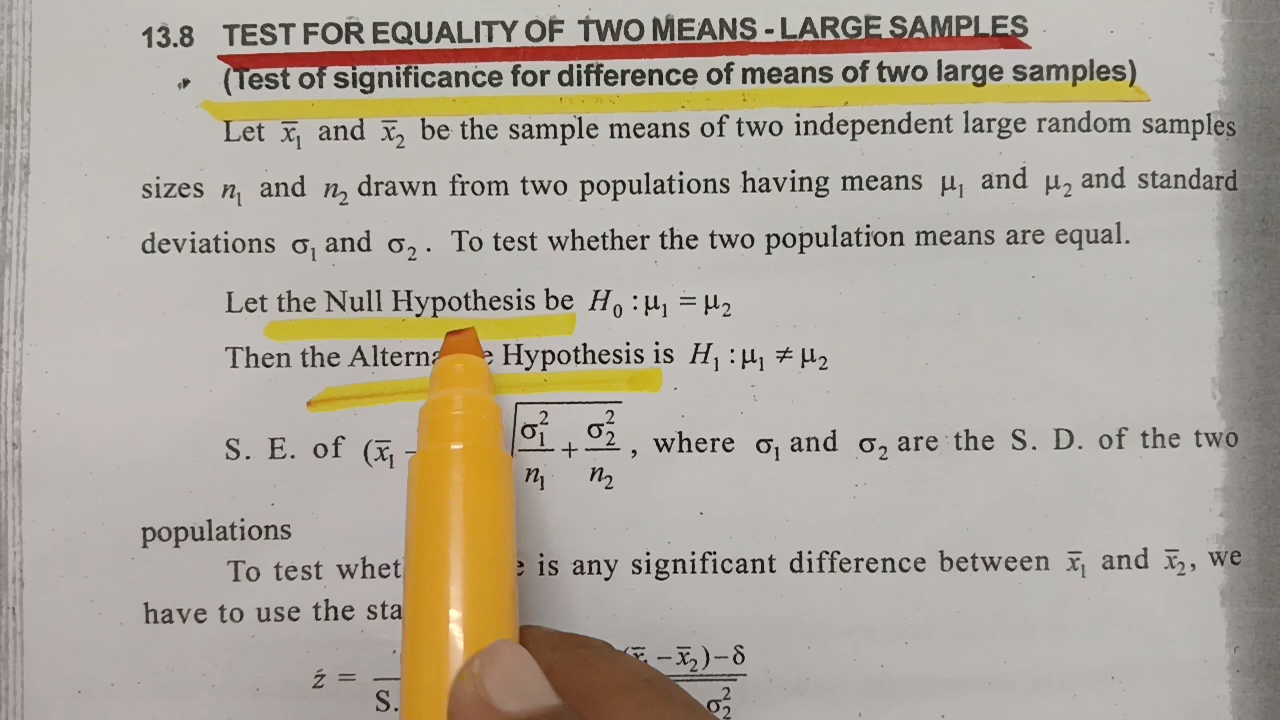 13.8 TEST FOR EQUALITY OF TWO MEANS - LARGE SAMPLES
(Test of significance for difference of means of two large samples)
Let x̄₁ and x̄₂ be the sample means of two independent large random samples
sizes n₁ and n₂ drawn from two populations having means μ₁ and μ₂ and standard
deviations σ₁ and σ₂ . To test whether the two population means are equal.
Let the Null Hypothesis be H₀ : μ₁ = μ₂
Then the Hypothesis is H₁ : μ₁ ≠ μ₂
S. E. of (x̄₁ - √(σ₁²/n₁ + σ₂²/n₂) , where σ₁ and σ₂ are the S. D. of the two
populations
To test is any significant difference between x̄₁ and x̄₂, we
have to use the
z = (x̄₁ - x̄₂) - δ
S. σ₂²